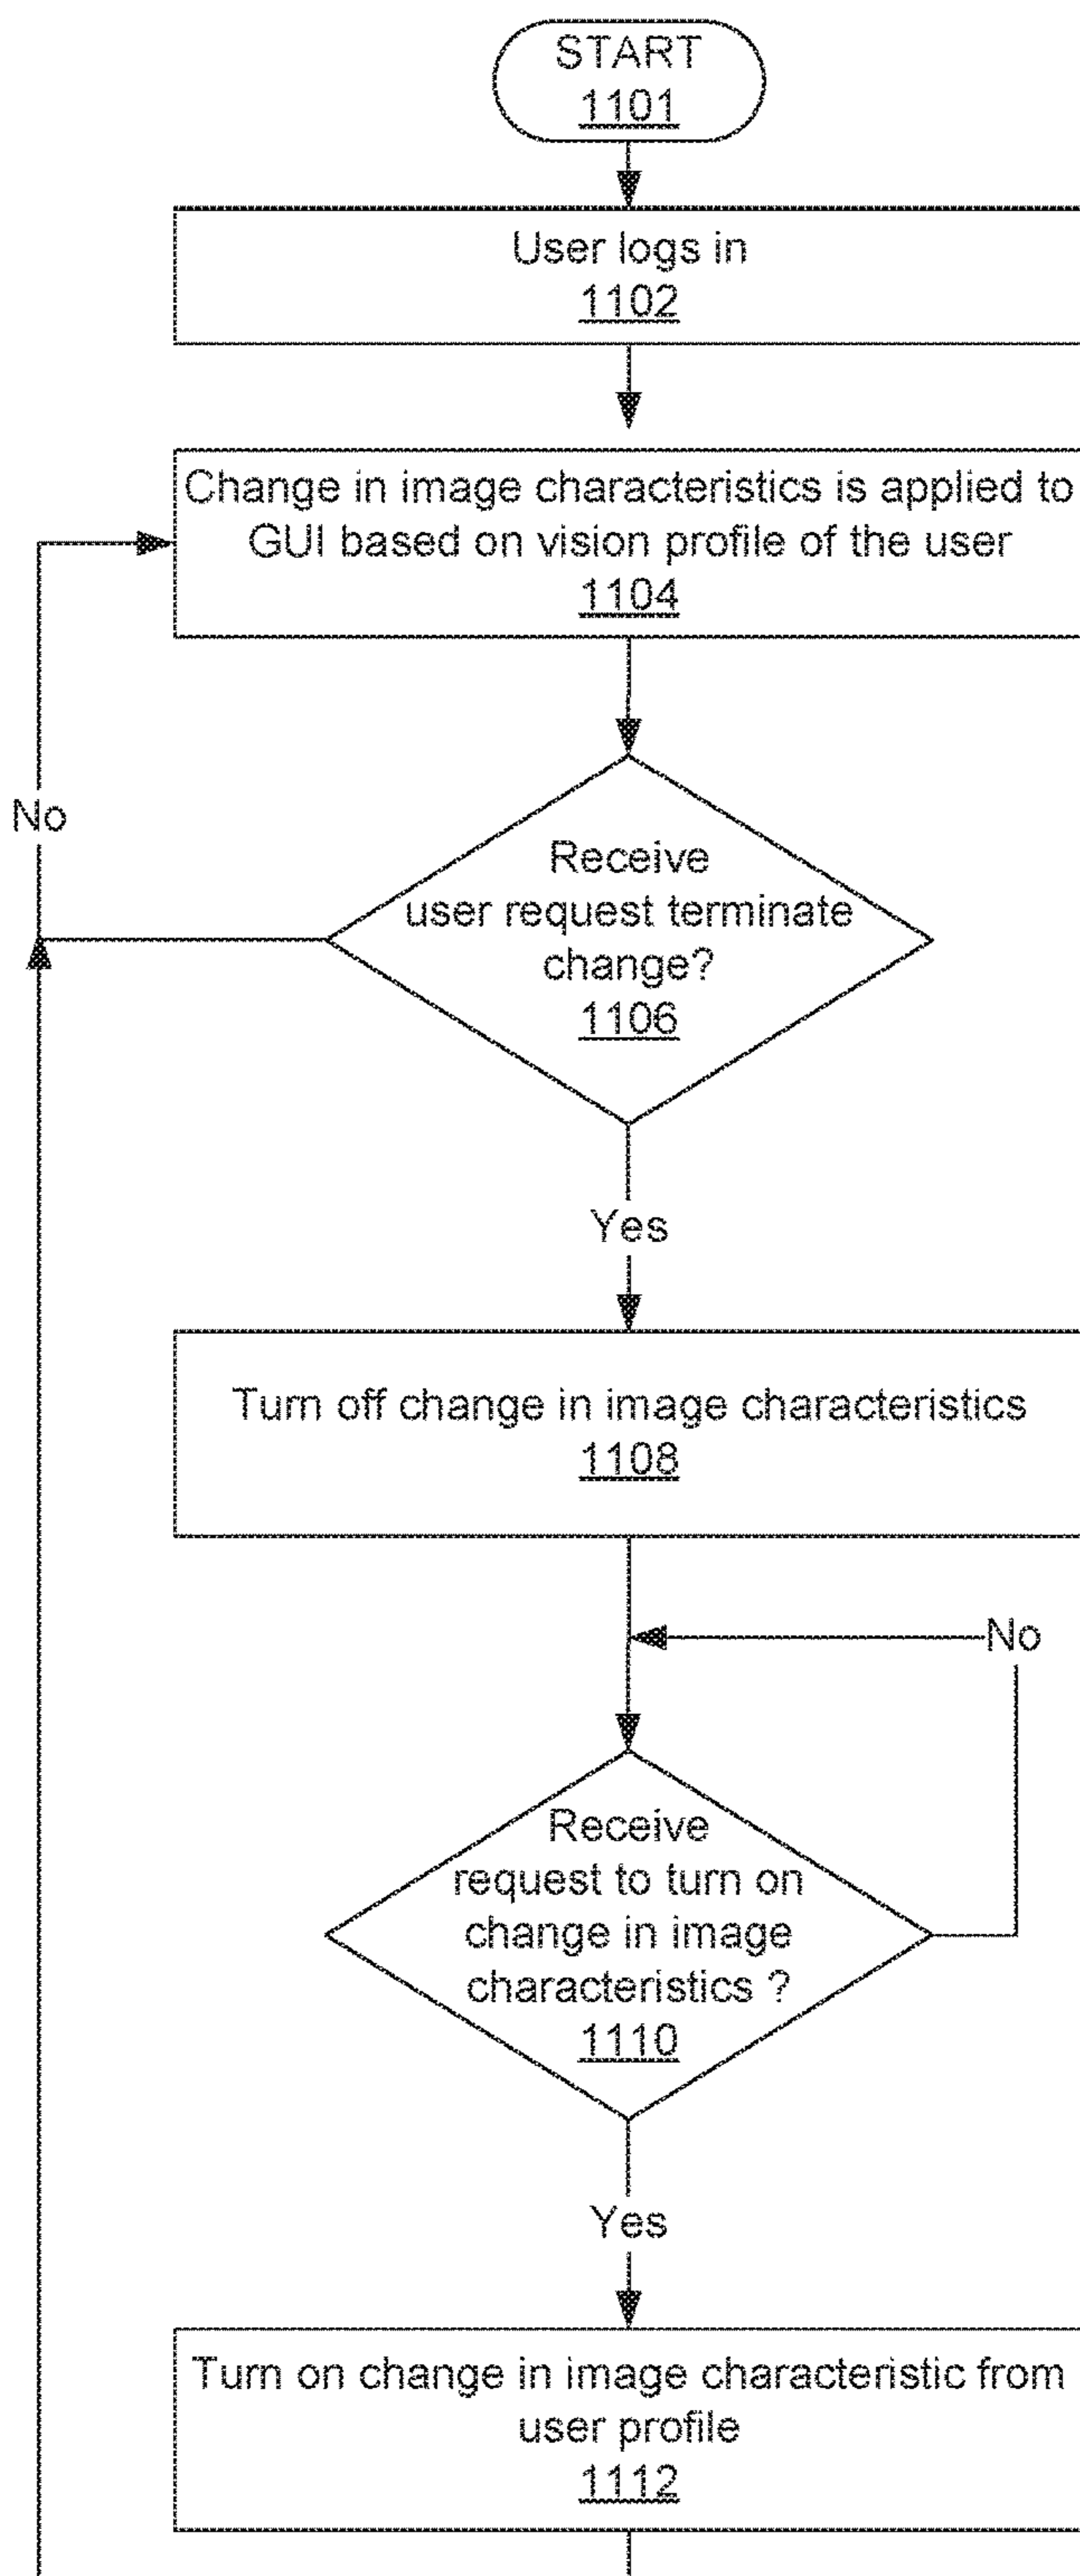 START
1101
User logs in
1102
Change in image characteristics is applied to
GUI based on vision profile of the user
1104
No
Receive
user request terminate
change?
1106
Yes
Turn off change in image characteristics
1108
No
Receive
request to turn on
change in image
characteristics ?
1110
Yes
Turn on change in image characteristic from
user profile
1112